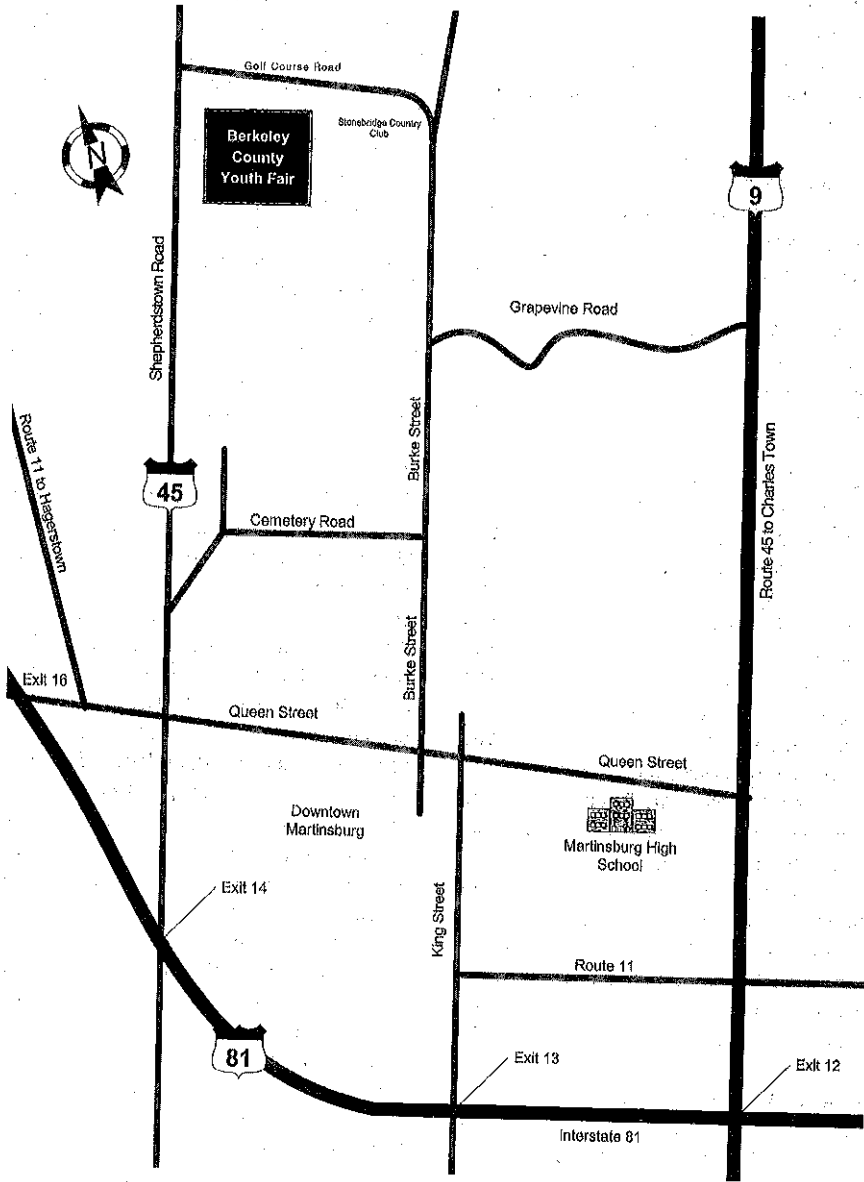 Golf Course Road
Stonebridge Country
Club
Berkeley
County
Youth Fair
N
9
Shepherdstown Road
Grapevine Road
Route 11 to Hagerstown
45
Burke Street
Route 45 to Charles Town
Cemetery Road
Burke Street
Exit 16
Queen Street
Queen Street
Downtown
Martinsburg
Martinsburg High
School
Exit 14
King Street
Route 11
81
Exit 13
Exit 12
Interstate 81